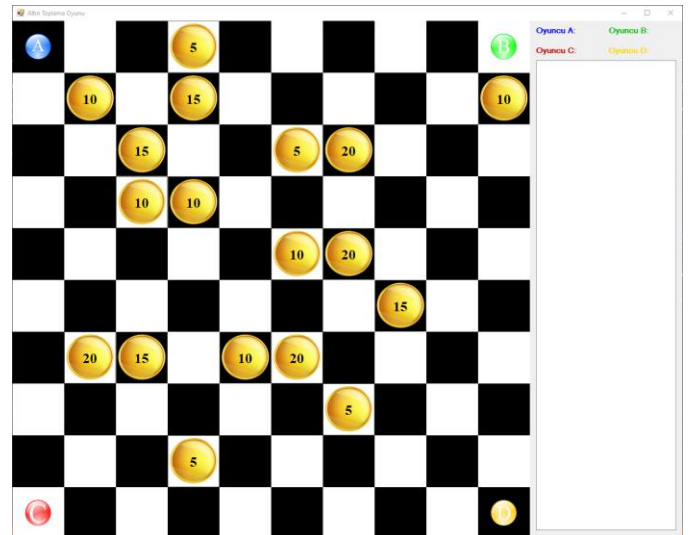 Altın Toplama Oyunu
Oyuncu A: Oyuncu B:
Oyuncu C: Oyuncu D:
A 5 B
10 15 10
15 5 20
10 10
10 20
15
20 15 10 20
5
5
C D